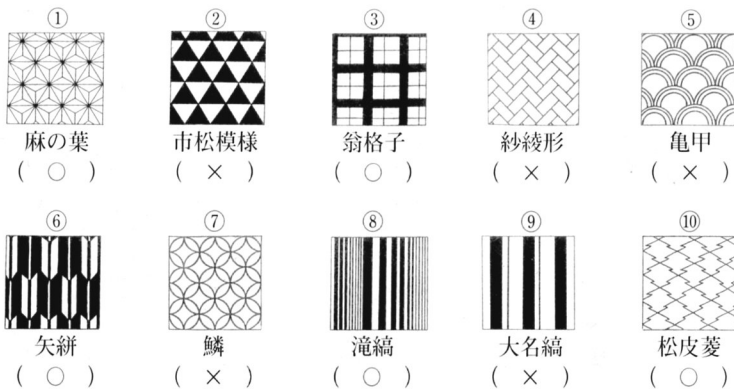 ① ② ③ ④ ⑤
麻の葉 市松模様 翁格子 紗綾形 亀甲
( ○ ) ( × ) ( ○ ) ( × ) ( × )
⑥ ⑦ ⑧ ⑨ ⑩
矢絣 鱗 滝縞 大名縞 松皮菱
( ○ ) ( × ) ( ○ ) ( × ) ( ○ )